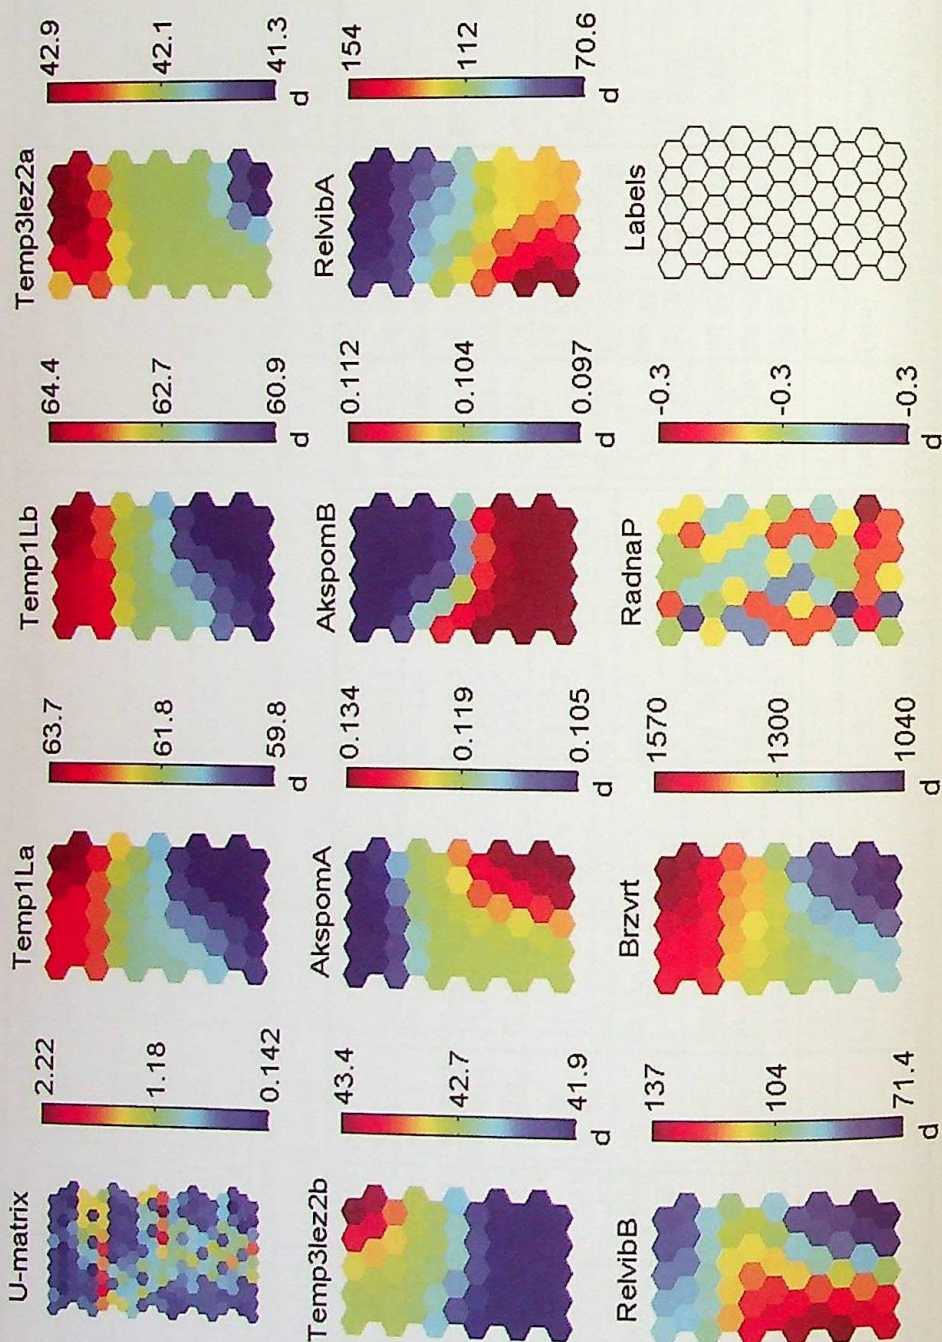 U-matrix
2.22
1.18
0.142
Temp1La
63.7
61.8
59.8
d
Temp1Lb
64.4
62.7
60.9
d
Temp3lez2a
42.9
42.1
41.3
d
Temp3lez2b
43.4
42.7
41.9
d
AkspomA
0.134
0.119
0.105
d
AkspomB
0.112
0.104
0.097
d
RelvibA
154
112
70.6
d
RelvibB
137
104
71.4
d
Brzvrt
1570
1300
1040
d
RadnaP
-0.3
-0.3
-0.3
d
Labels